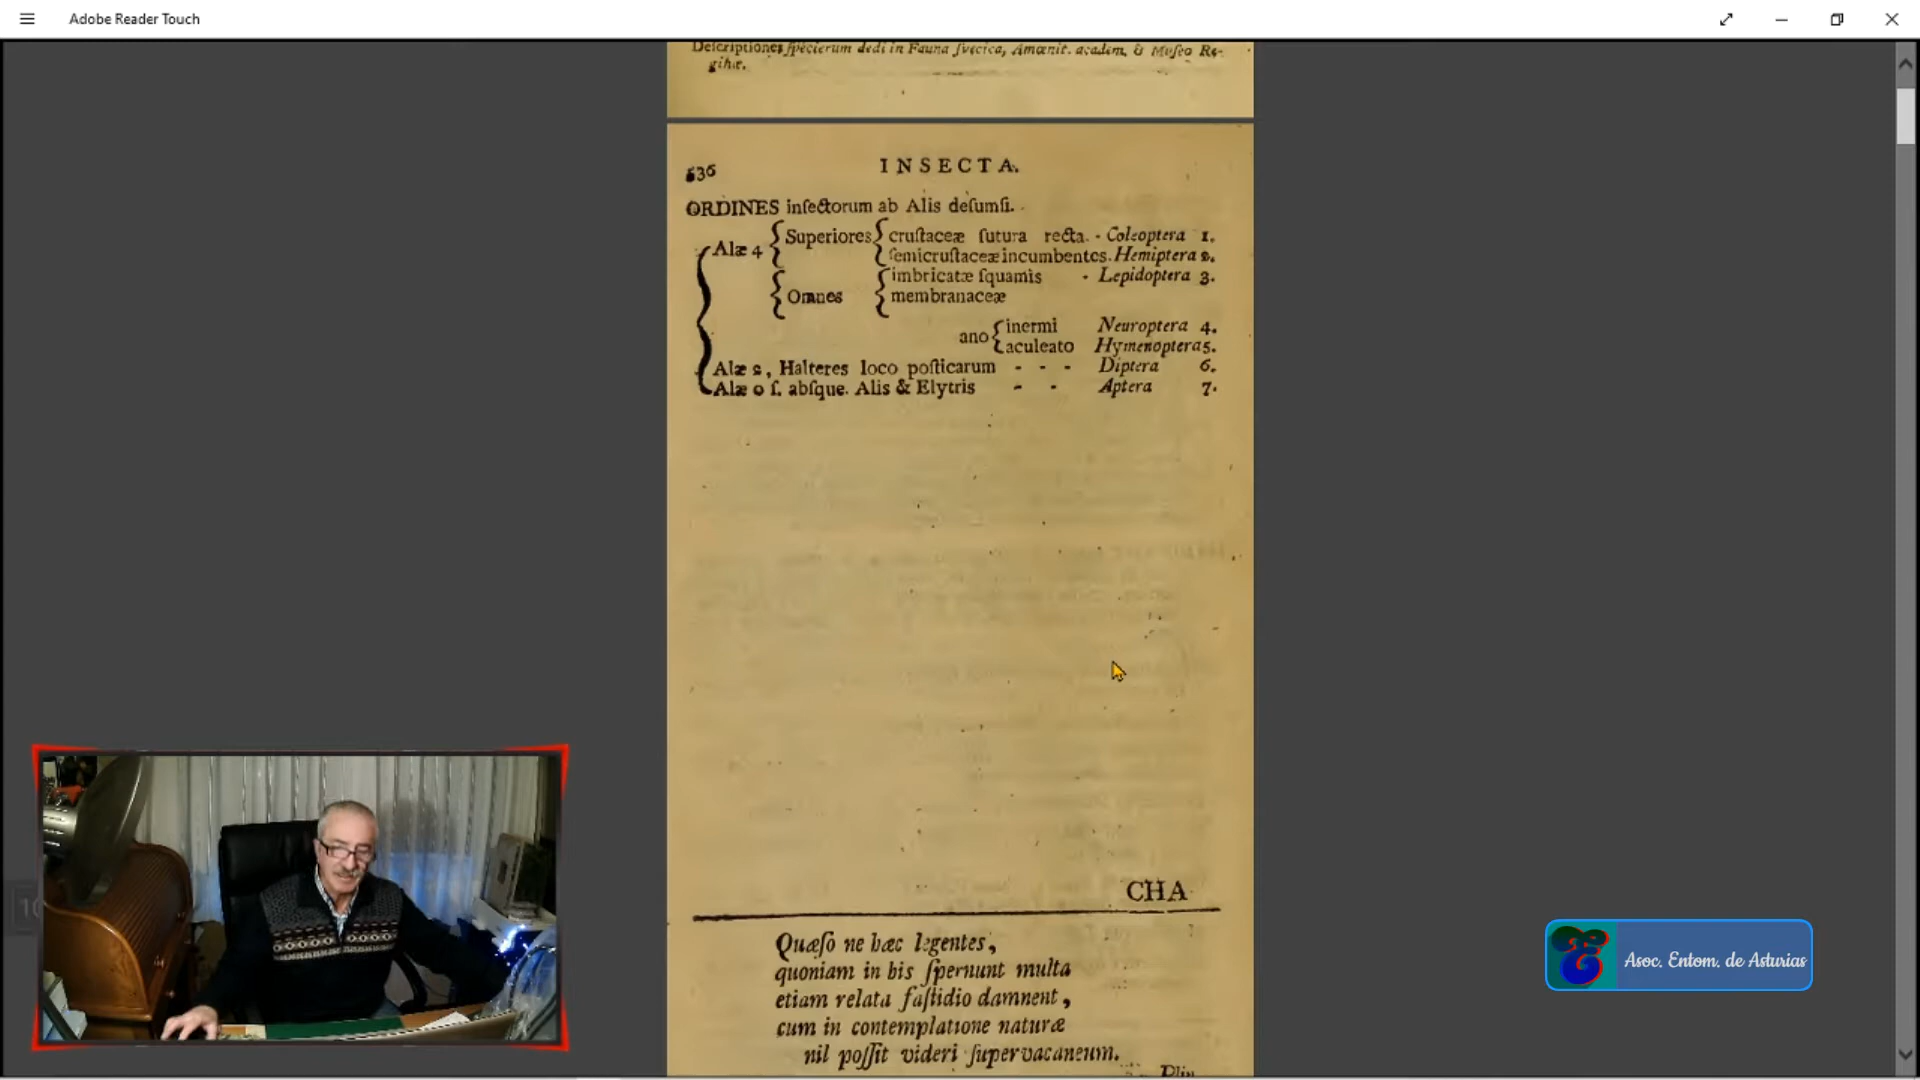 Adobe Reader Touch
Deſcriptiones ſpecierum dedi in Fauna ſvecica, Amœnit. academ. & Muſeo Re-
giæ.
536
INSECTA.
ORDINES inſectorum ab Alis deſumſi.
Alæ 4 Superiores cruſtaceæ ſutura recta. - Coleoptera 1.
ſemicruſtaceæ incumbentes. Hemiptera 2.
Omnes imbricatæ ſquamis - Lepidoptera 3.
membranaceæ
ano inermi Neuroptera 4.
aculeato Hymenoptera 5.
Alæ 2, Halteres loco poſticarum - - - Diptera 6.
Alæ 0 ſ. abſque. Alis & Elytris - - Aptera 7.
CHA
Quæſo ne hæc legentes,
quoniam in his ſpernunt multa
etiam relata faſtidio damnent,
cum in contemplatione naturæ
nil poſſit videri ſupervacaneum.
Plin.
Asoc. Entom. de Asturias